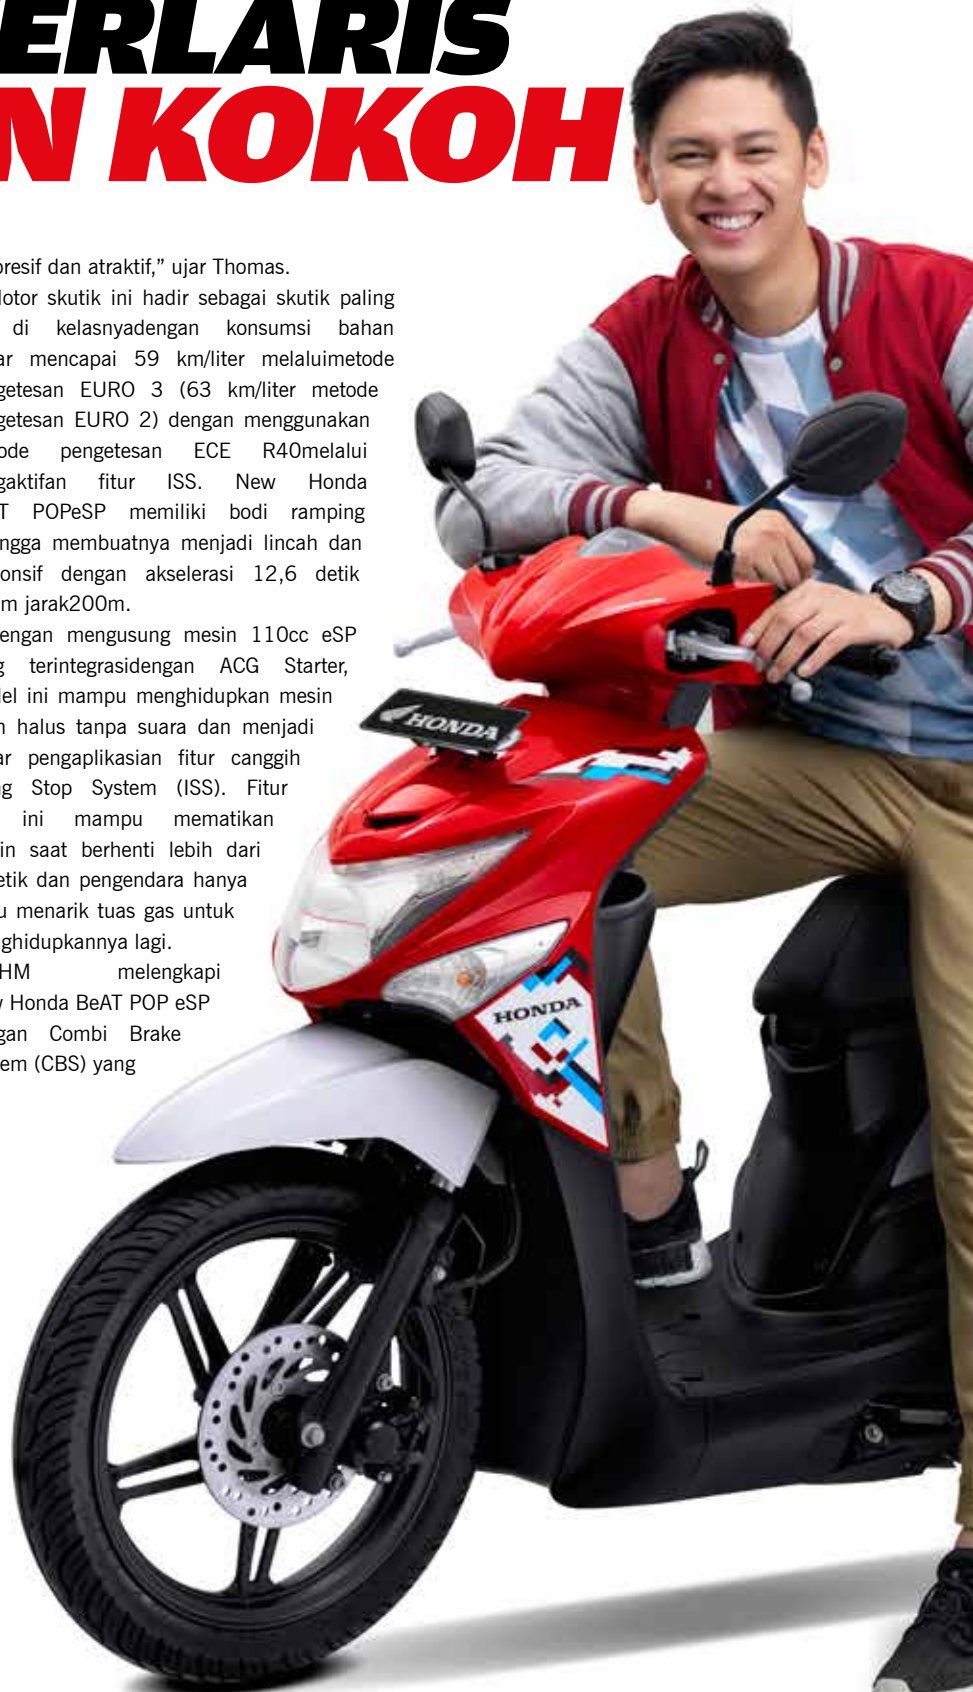 ERLARIS
N KOKOH
presif dan atraktif,” ujar Thomas.
Motor skutik ini hadir sebagai skutik paling
di kelasnyadengan konsumsi bahan
ar mencapai 59 km/liter melaluimetode
getesan EURO 3 (63 km/liter metode
getesan EURO 2) dengan menggunakan
ode pengetesan ECE R40melalui
gaktifan fitur ISS. New Honda
T POPeSP memiliki bodi ramping
ngga membuatnya menjadi lincah dan
onsif dengan akselerasi 12,6 detik
m jarak200m.
engan mengusung mesin 110cc eSP
g terintegrasidengan ACG Starter,
del ini mampu menghidupkan mesin
n halus tanpa suara dan menjadi
ar pengaplikasian fitur canggih
ng Stop System (ISS). Fitur
ini mampu mematikan
in saat berhenti lebih dari
etik dan pengendara hanya
u menarik tuas gas untuk
ghidupkannya lagi.
HM melengkapi
w Honda BeAT POP eSP
gan Combi Brake
em (CBS) yang
HONDA
HONDA